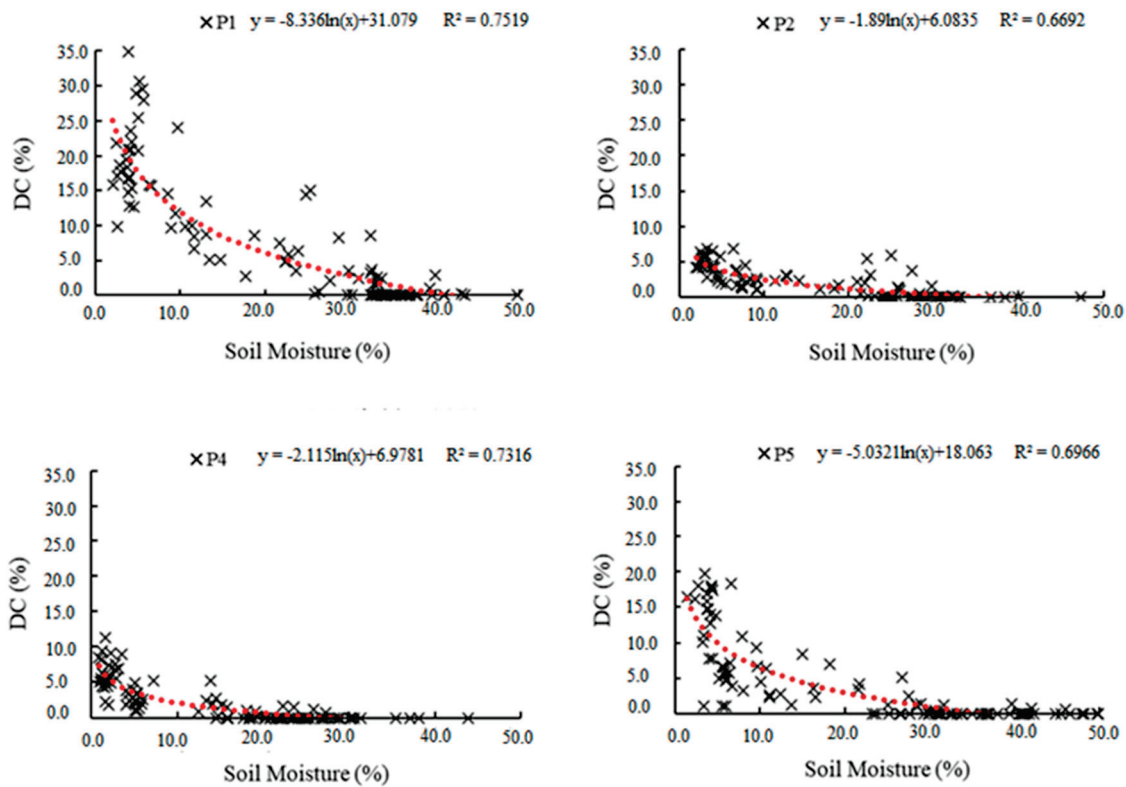 P1 y = -8.336ln(x)+31.079 R² = 0.7519
35.0
30.0
25.0
20.0
15.0
10.0
5.0
0.0
DC (%)
0.0 10.0 20.0 30.0 40.0 50.0
Soil Moisture (%)
P2 y = -1.89ln(x)+6.0835 R² = 0.6692
35.0
30.0
25.0
20.0
15.0
10.0
5.0
0.0
DC (%)
0.0 10.0 20.0 30.0 40.0 50.0
Soil Moisture (%)
P4 y = -2.115ln(x)+6.9781 R² = 0.7316
35.0
30.0
25.0
20.0
15.0
10.0
5.0
0.0
DC (%)
0.0 10.0 20.0 30.0 40.0 50.0
Soil Moisture (%)
P5 y = -5.0321ln(x)+18.063 R² = 0.6966
35.0
30.0
25.0
20.0
15.0
10.0
5.0
0.0
DC (%)
0.0 10.0 20.0 30.0 40.0 50.0
Soil Moisture (%)